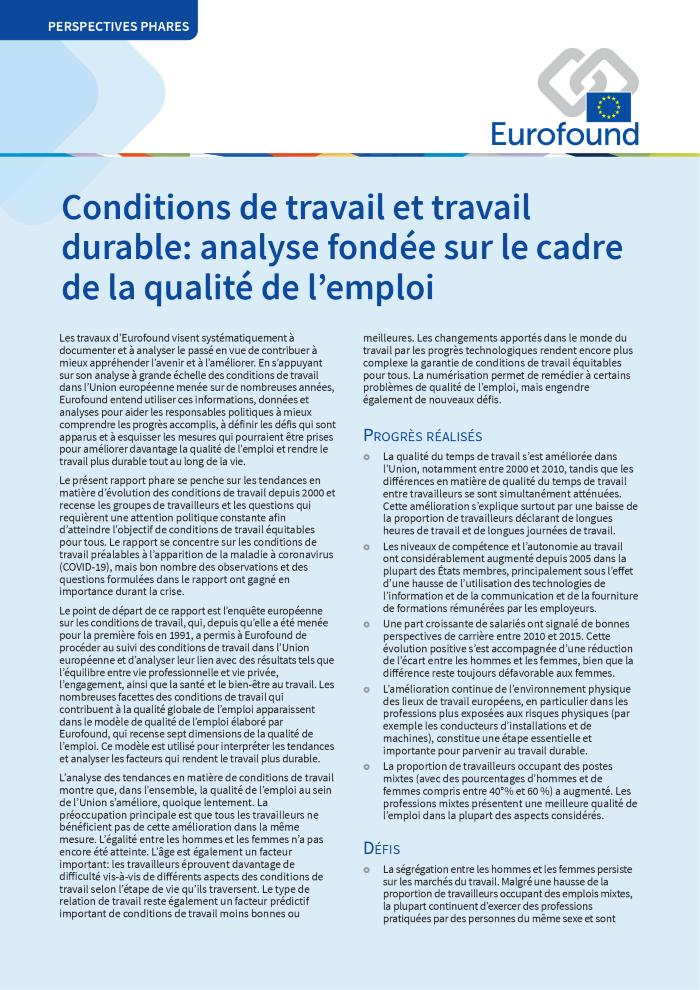 PERSPECTIVES PHARES
Eurofound
Conditions de travail et travail
durable: analyse fondée sur le cadre
de la qualité de l’emploi
Les travaux d’Eurofound visent systématiquement à
documenter et à analyser le passé en vue de contribuer à
mieux appréhender l’avenir et à l’améliorer. En s’appuyant
sur son analyse à grande échelle des conditions de travail
dans l’Union européenne menée sur de nombreuses années,
Eurofound entend utiliser ces informations, données et
analyses pour aider les responsables politiques à mieux
comprendre les progrès accomplis, à définir les défis qui sont
apparus et à esquisser les mesures qui pourraient être prises
pour améliorer davantage la qualité de l’emploi et rendre le
travail plus durable tout au long de la vie.
Le présent rapport phare se penche sur les tendances en
matière d’évolution des conditions de travail depuis 2000 et
recense les groupes de travailleurs et les questions qui
requièrent une attention politique constante afin
d’atteindre l’objectif de conditions de travail équitables
pour tous. Le rapport se concentre sur les conditions de
travail préalables à l’apparition de la maladie à coronavirus
(COVID-19), mais bon nombre des observations et des
questions formulées dans le rapport ont gagné en
importance durant la crise.
Le point de départ de ce rapport est l’enquête européenne
sur les conditions de travail, qui, depuis qu’elle a été menée
pour la première fois en 1991, a permis à Eurofound de
procéder au suivi des conditions de travail dans l’Union
européenne et d’analyser leur lien avec des résultats tels que
l’équilibre entre vie professionnelle et vie privée,
l’engagement, ainsi que la santé et le bien-être au travail. Les
nombreuses facettes des conditions de travail qui
contribuent à la qualité globale de l’emploi apparaissent
dans le modèle de qualité de l’emploi élaboré par
Eurofound, qui recense sept dimensions de la qualité de
l’emploi. Ce modèle est utilisé pour interpréter les tendances
et analyser les facteurs qui rendent le travail plus durable.
L’analyse des tendances en matière de conditions de travail
montre que, dans l’ensemble, la qualité de l’emploi au sein
de l’Union s’améliore, quoique lentement. La
préoccupation principale est que tous les travailleurs ne
bénéficient pas de cette amélioration dans la même
mesure. L’égalité entre les hommes et les femmes n’a pas
encore été atteinte. L’âge est également un facteur
important: les travailleurs éprouvent davantage de
difficulté vis-à-vis de différents aspects des conditions de
travail selon l’étape de vie qu’ils traversent. Le type de
relation de travail reste également un facteur prédictif
important de conditions de travail moins bonnes ou
meilleures. Les changements apportés dans le monde du
travail par les progrès technologiques rendent encore plus
complexe la garantie de conditions de travail équitables
pour tous. La numérisation permet de remédier à certains
problèmes de qualité de l’emploi, mais engendre
également de nouveaux défis.
PROGRÈS RÉALISÉS
La qualité du temps de travail s’est améliorée dans
l’Union, notamment entre 2000 et 2010, tandis que les
différences en matière de qualité du temps de travail
entre travailleurs se sont simultanément atténuées.
Cette amélioration s’explique surtout par une baisse de
la proportion de travailleurs déclarant de longues
heures de travail et de longues journées de travail.
Les niveaux de compétence et l’autonomie au travail
ont considérablement augmenté depuis 2005 dans la
plupart des États membres, principalement sous l’effet
d’une hausse de l’utilisation des technologies de
l’information et de la communication et de la fourniture
de formations rémunérées par les employeurs.
Une part croissante de salariés ont signalé de bonnes
perspectives de carrière entre 2010 et 2015. Cette
évolution positive s’est accompagnée d’une réduction
de l’écart entre les hommes et les femmes, bien que la
différence reste toujours défavorable aux femmes.
L’amélioration continue de l’environnement physique
des lieux de travail européens, en particulier dans les
professions plus exposées aux risques physiques (par
exemple les conducteurs d’installations et de
machines), constitue une étape essentielle et
importante pour parvenir au travail durable.
La proportion de travailleurs occupant des postes
mixtes (avec des pourcentages d’hommes et de
femmes compris entre 40°% et 60 %) a augmenté. Les
professions mixtes présentent une meilleure qualité de
l’emploi dans la plupart des aspects considérés.
DÉFIS
La ségrégation entre les hommes et les femmes persiste
sur les marchés du travail. Malgré une hausse de la
proportion de travailleurs occupant des emplois mixtes,
la plupart continuent d’exercer des professions
pratiquées par des personnes du même sexe et sont